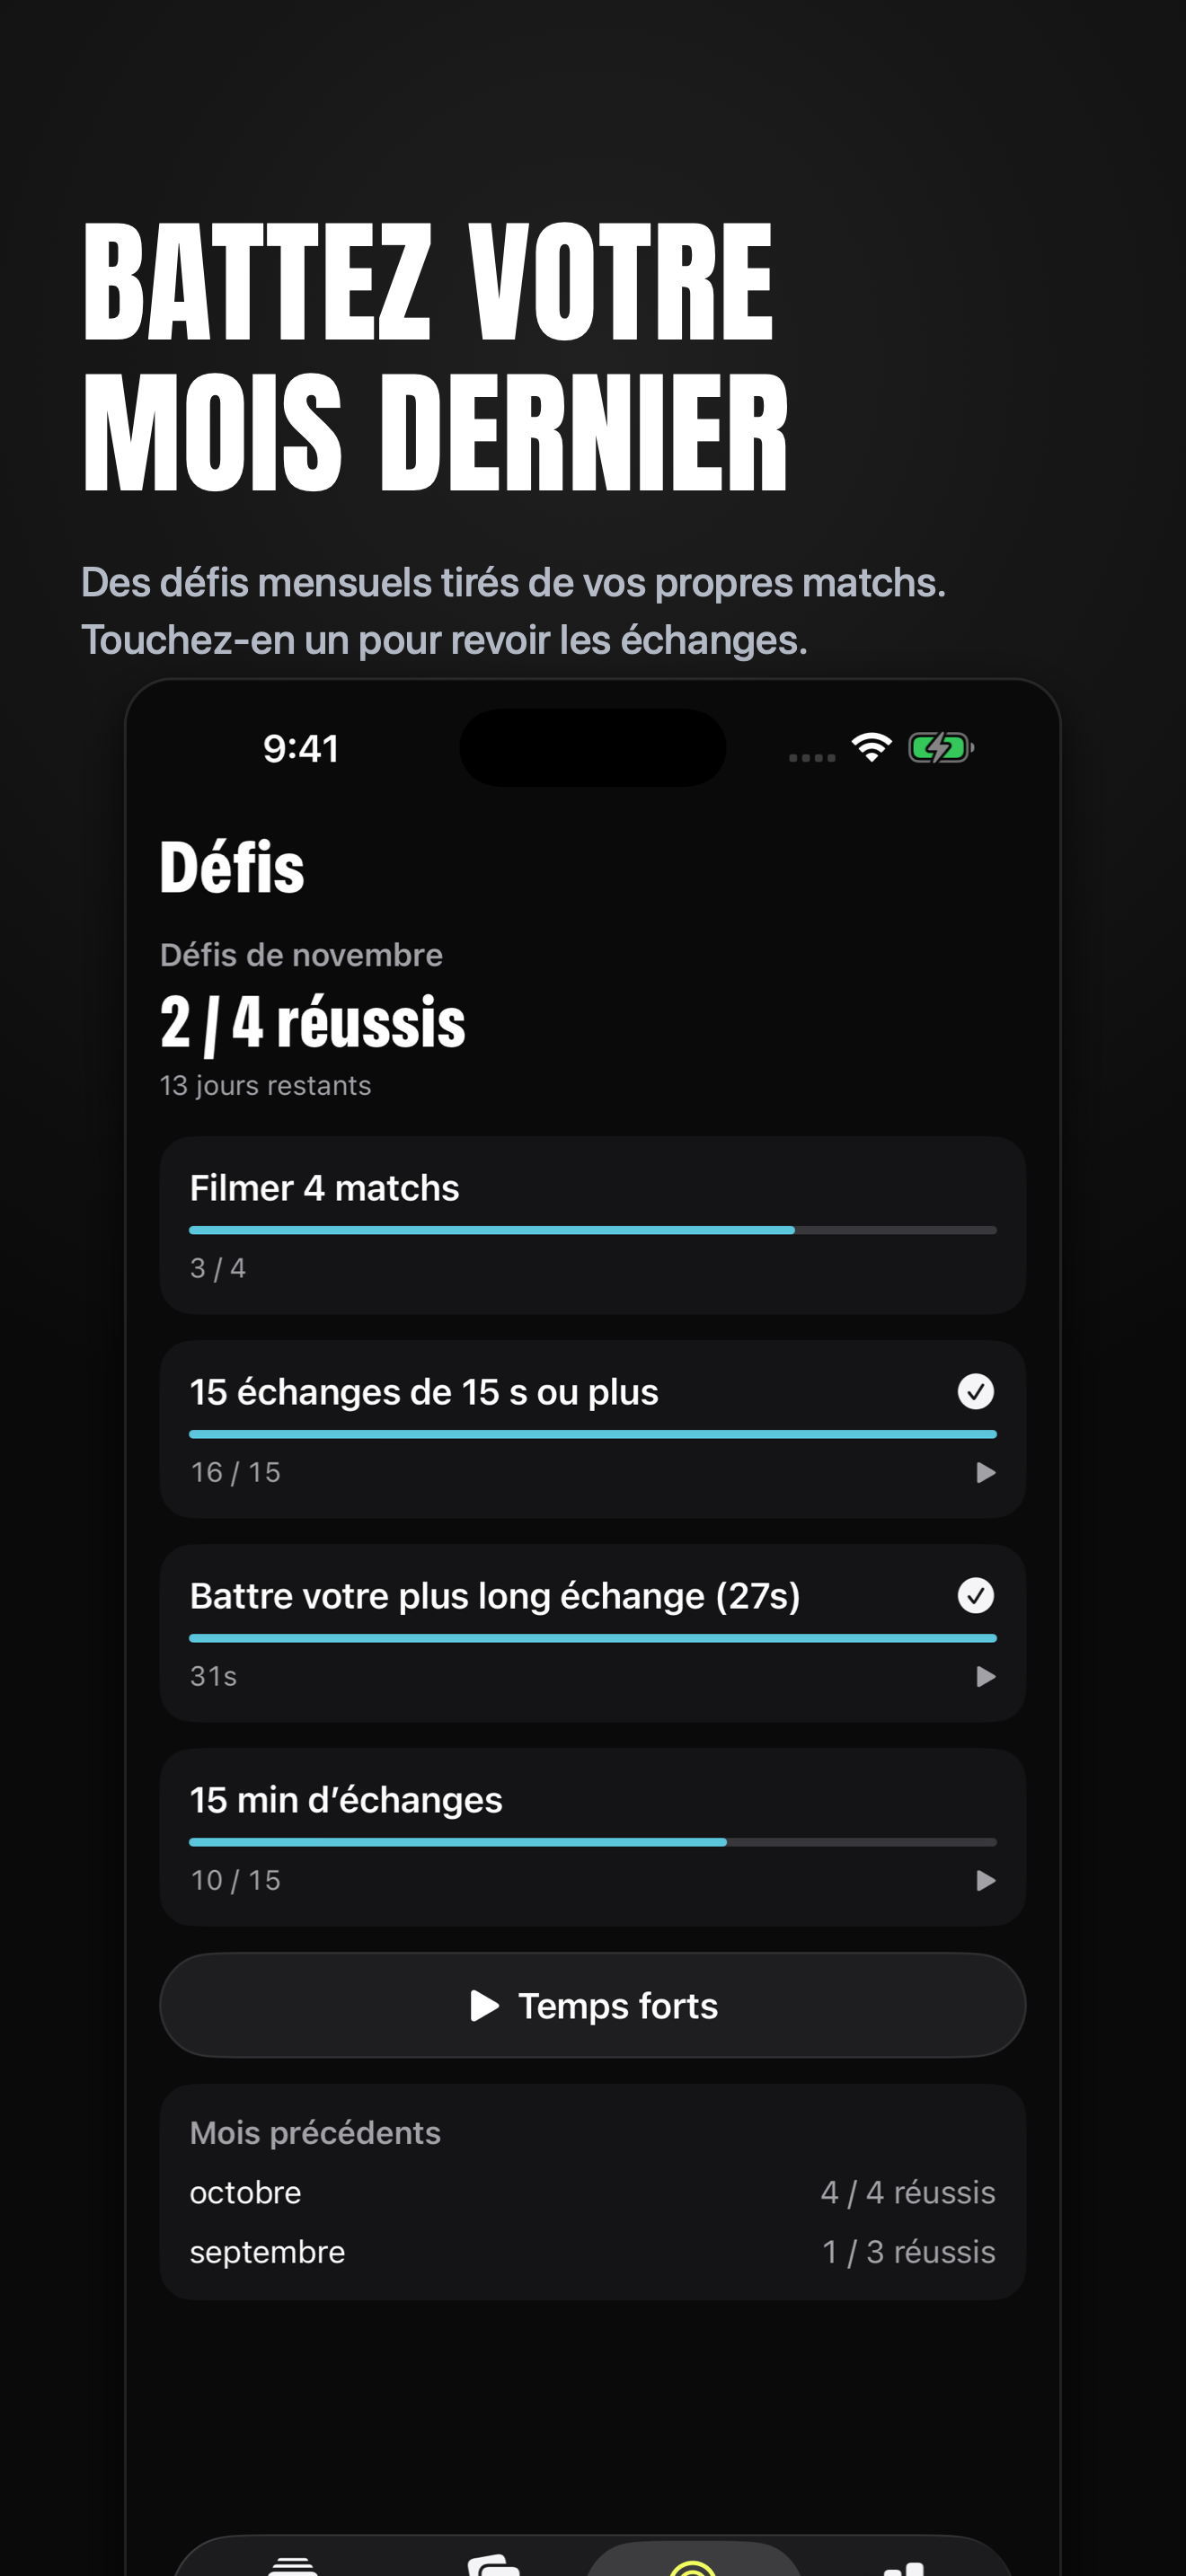 BATTEZ VOTRE
MOIS DERNIER
Des défis mensuels tirés de vos propres matchs.
Touchez-en un pour revoir les échanges.
9:41
Défis
Défis de novembre
2 / 4 réussis
13 jours restants
Filmer 4 matchs
3 / 4
15 échanges de 15 s ou plus
16 / 15
Battre votre plus long échange (27s)
31s
15 min d’échanges
10 / 15
Temps forts
Mois précédents
octobre 4 / 4 réussis
septembre 1 / 3 réussis